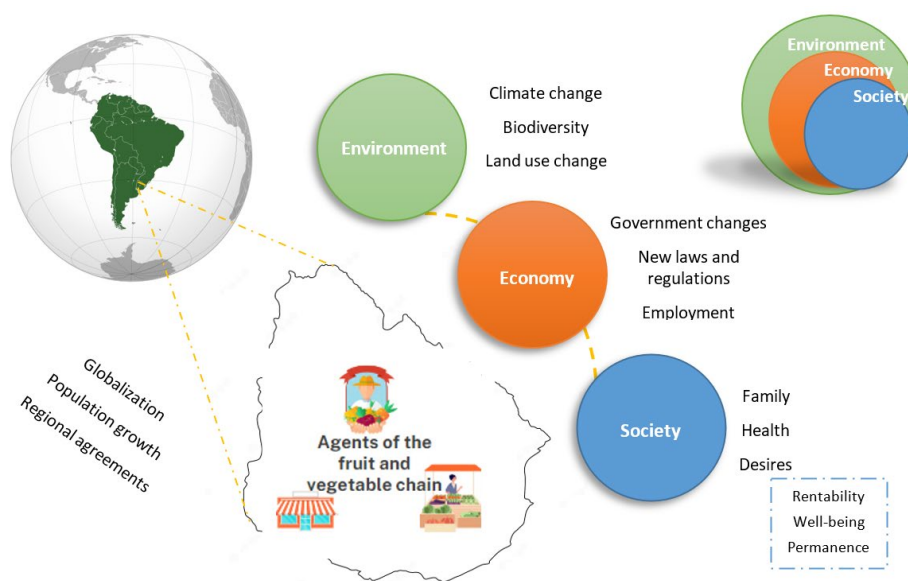 Environment
Economy
Society
Environment
Climate change
Biodiversity
Land use change
Economy
Government changes
New laws and
regulations
Employment
Society
Family
Health
Desires
Rentability
Well-being
Permanence
Globalization
Population growth
Regional agreements
Agents of the
fruit and
vegetable chain